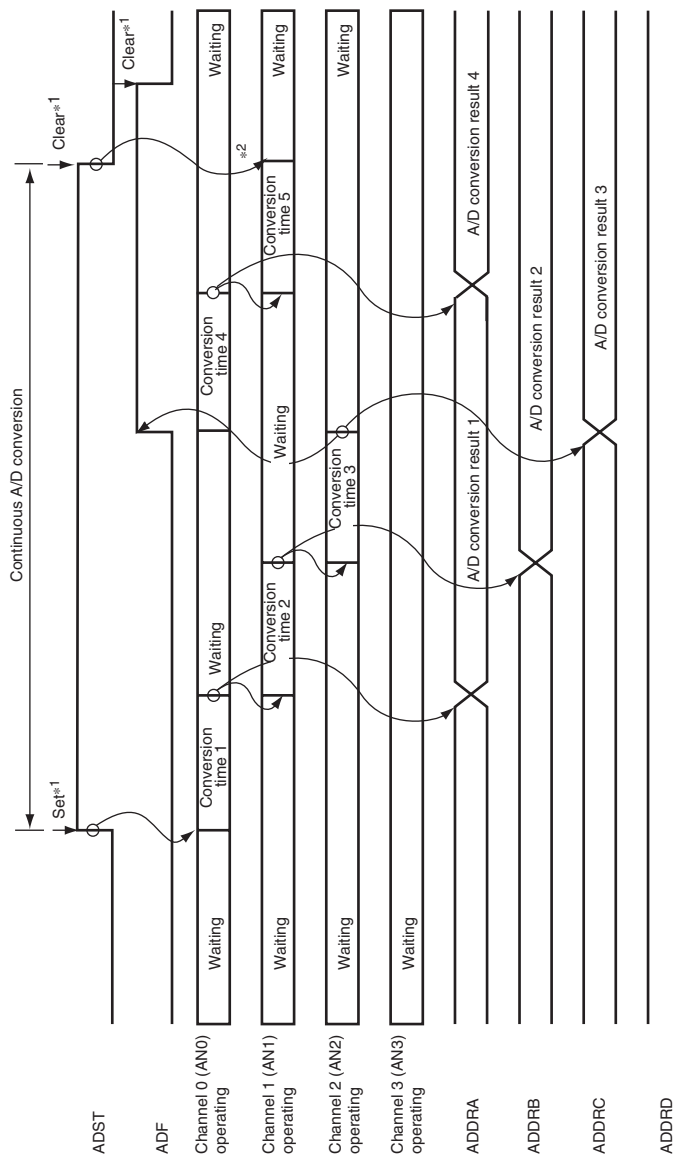 Continuous A/D conversion
Set*1
Clear*1
Clear*1
ADST
ADF
Channel 0 (AN0)
operating
Waiting
Conversion
time 1
Waiting
Conversion
time 4
Waiting
Channel 1 (AN1)
operating
Waiting
Conversion
time 2
Waiting
Conversion
time 5
*2
Waiting
Channel 2 (AN2)
operating
Waiting
Conversion
time 3
Waiting
Channel 3 (AN3)
operating
Waiting
ADDRA
A/D conversion result 1
A/D conversion result 4
ADDRB
A/D conversion result 2
ADDRC
A/D conversion result 3
ADDRD